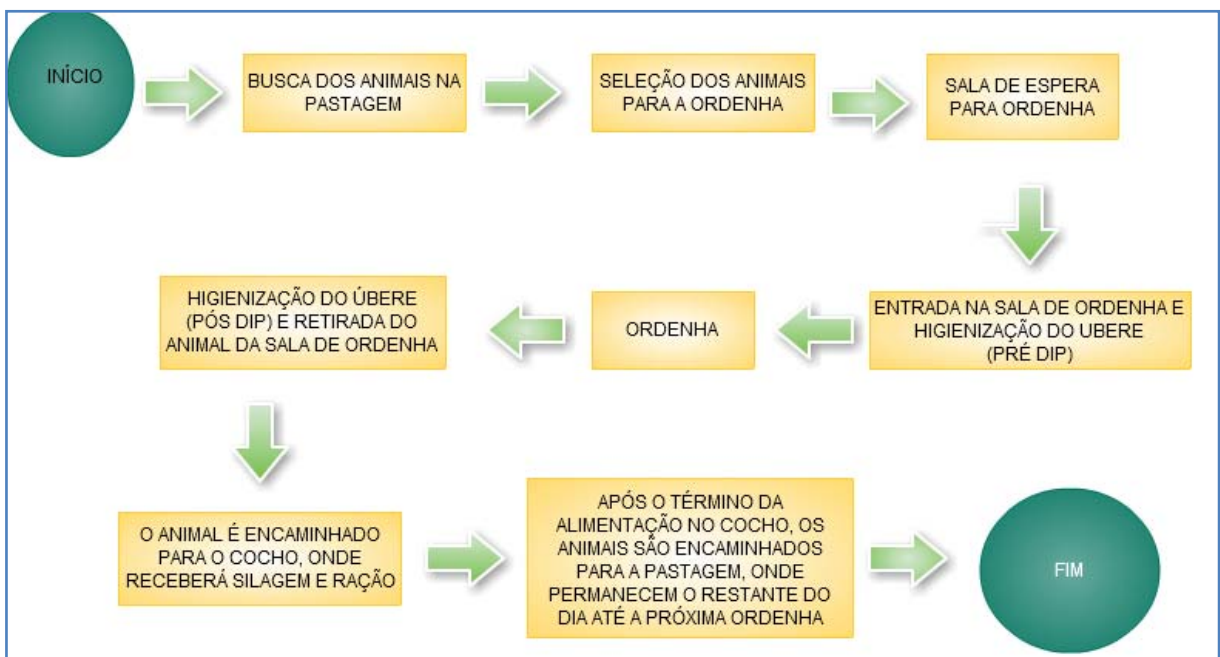 INÍCIO
BUSCA DOS ANIMAIS NA
PASTAGEM
SELEÇÃO DOS ANIMAIS
PARA A ORDENHA
SALA DE ESPERA
PARA ORDENHA
ENTRADA NA SALA DE ORDENHA E
HIGIENIZAÇÃO DO UBERE
(PRÉ DIP)
ORDENHA
HIGIENIZAÇÃO DO ÚBERE
(PÓS DIP) E RETIRADA DO
ANIMAL DA SALA DE ORDENHA
O ANIMAL É ENCAMINHADO
PARA O COCHO, ONDE
RECEBERÁ SILAGEM E RAÇÃO
APÓS O TÉRMINO DA
ALIMENTAÇÃO NO COCHO, OS
ANIMAIS SÃO ENCAMINHADOS
PARA A PASTAGEM, ONDE
PERMANECEM O RESTANTE DO
DIA ATÉ A PRÓXIMA ORDENHA
FIM